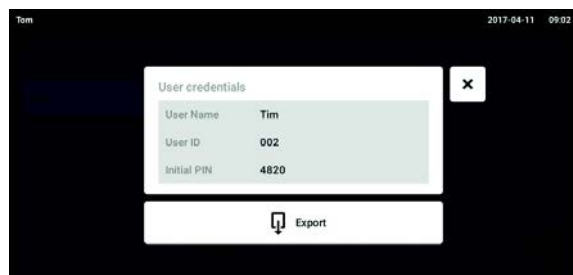 Tom 2017-04-11 09:02
User credentials
User Name Tim
User ID 002
Initial PIN 4820
Export